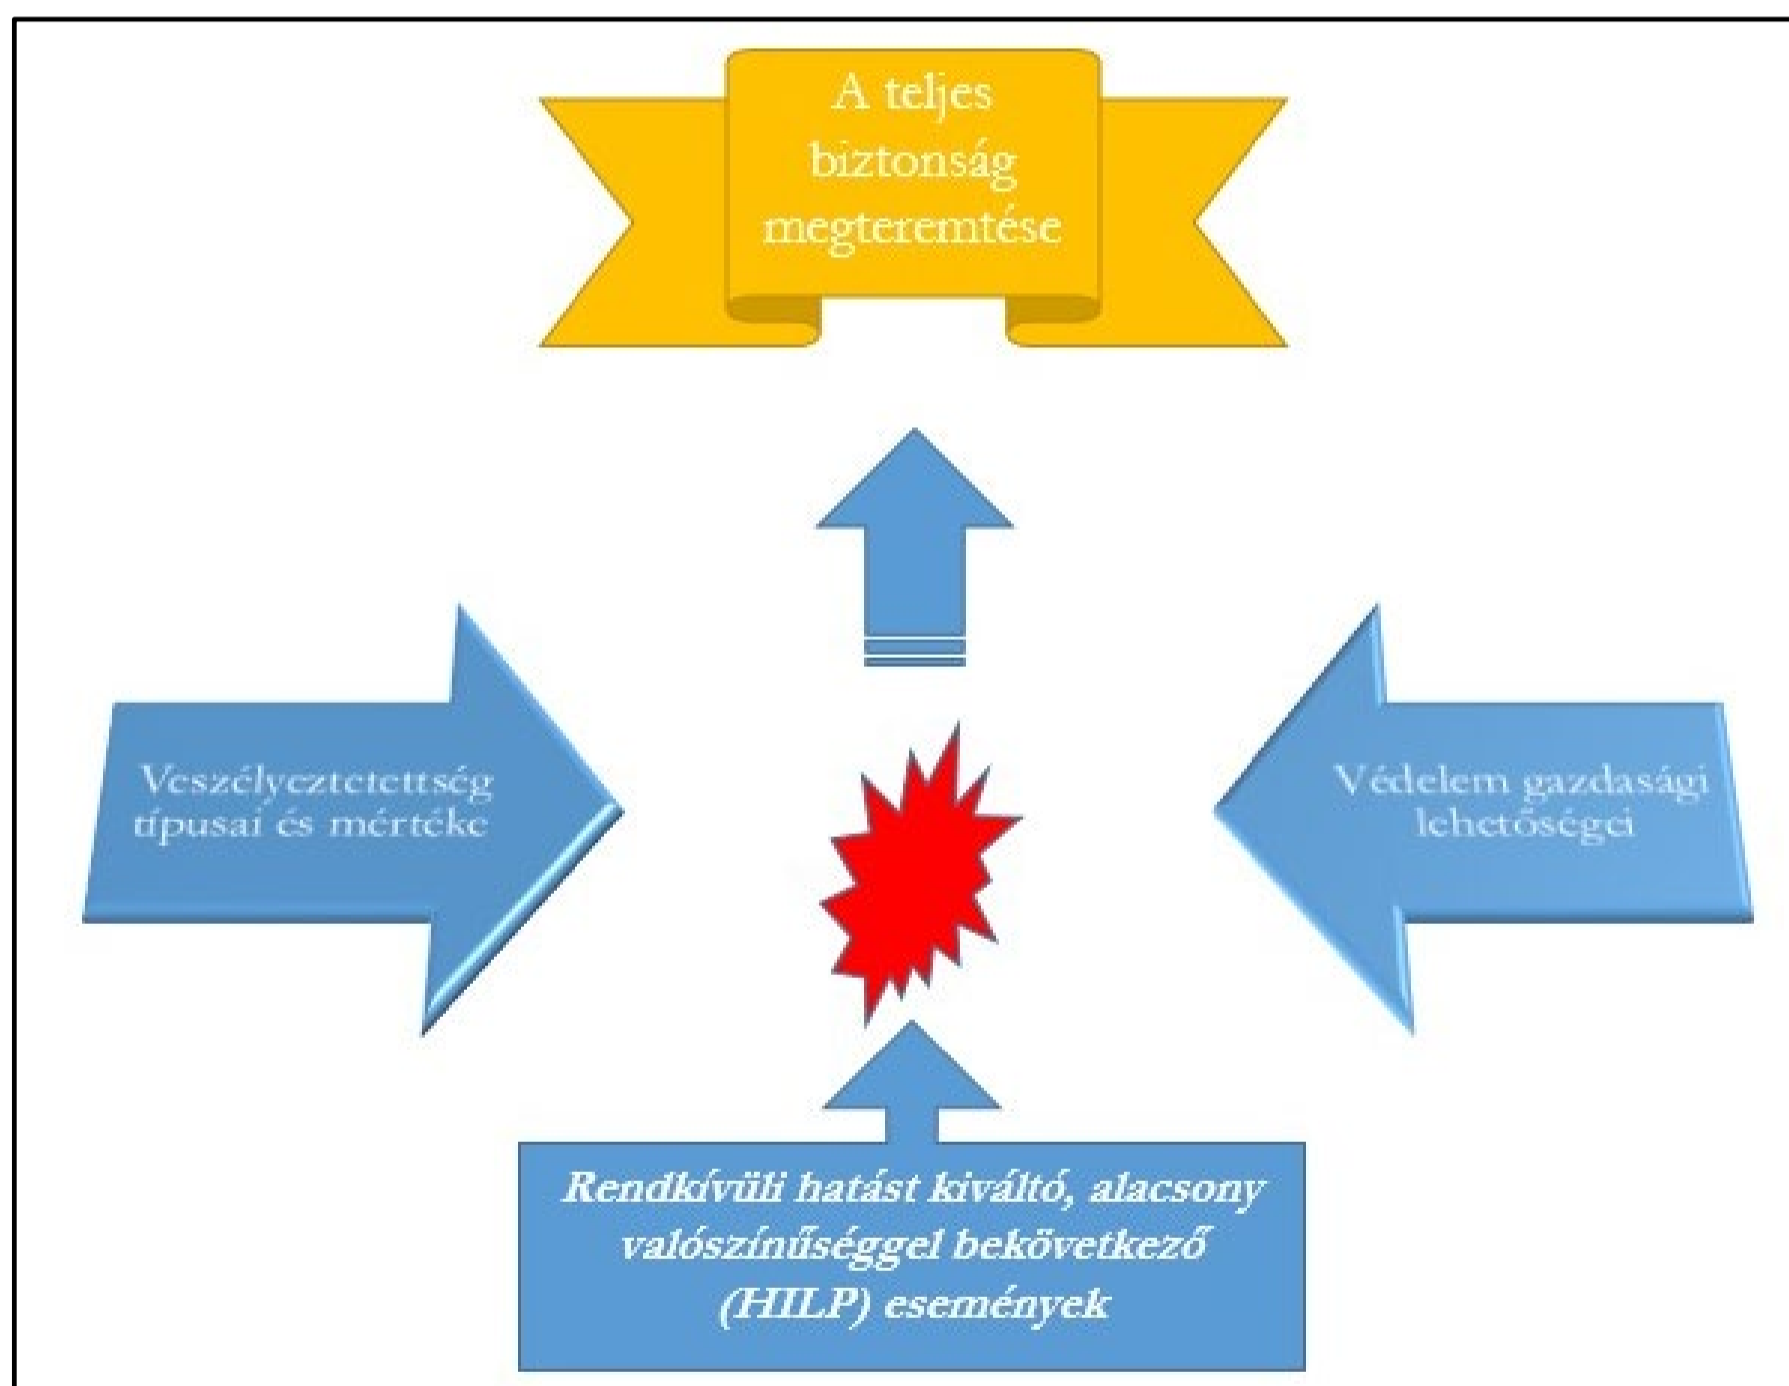 A teljes
biztonság
megteremtése
Veszélyeztetettség
típusai és mértéke
Védelem gazdasági
lehetőségei
Rendkívüli hatást kiváltó, alacsony
valószínűséggel bekövetkező
(HILP) események